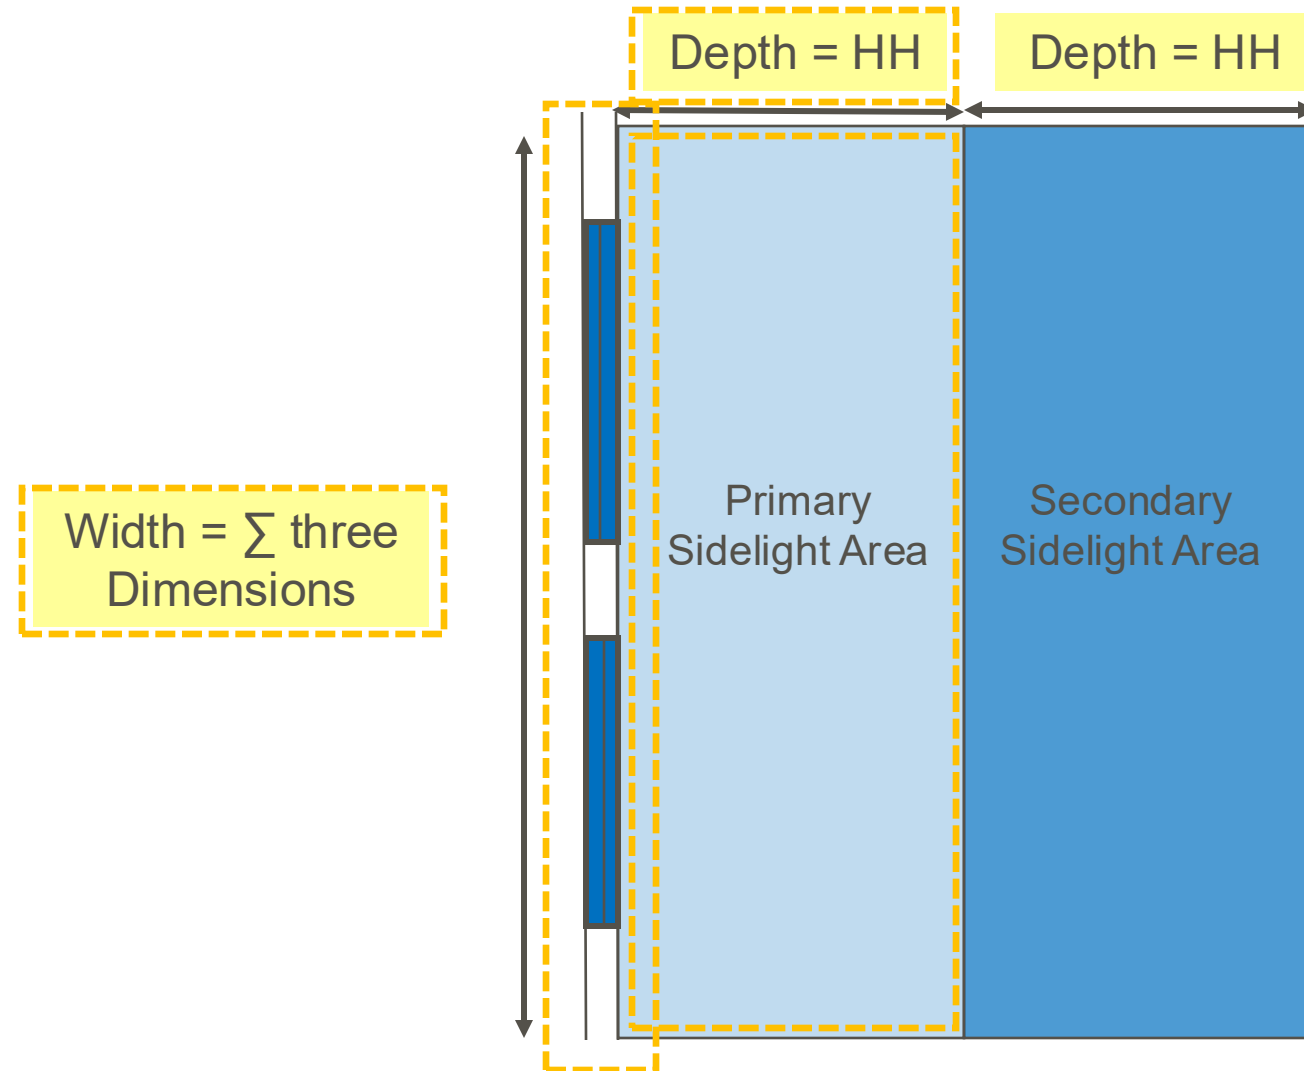 Depth = HH
Depth = HH
Width = ∑ three
Dimensions
Primary
Sidelight Area
Secondary
Sidelight Area